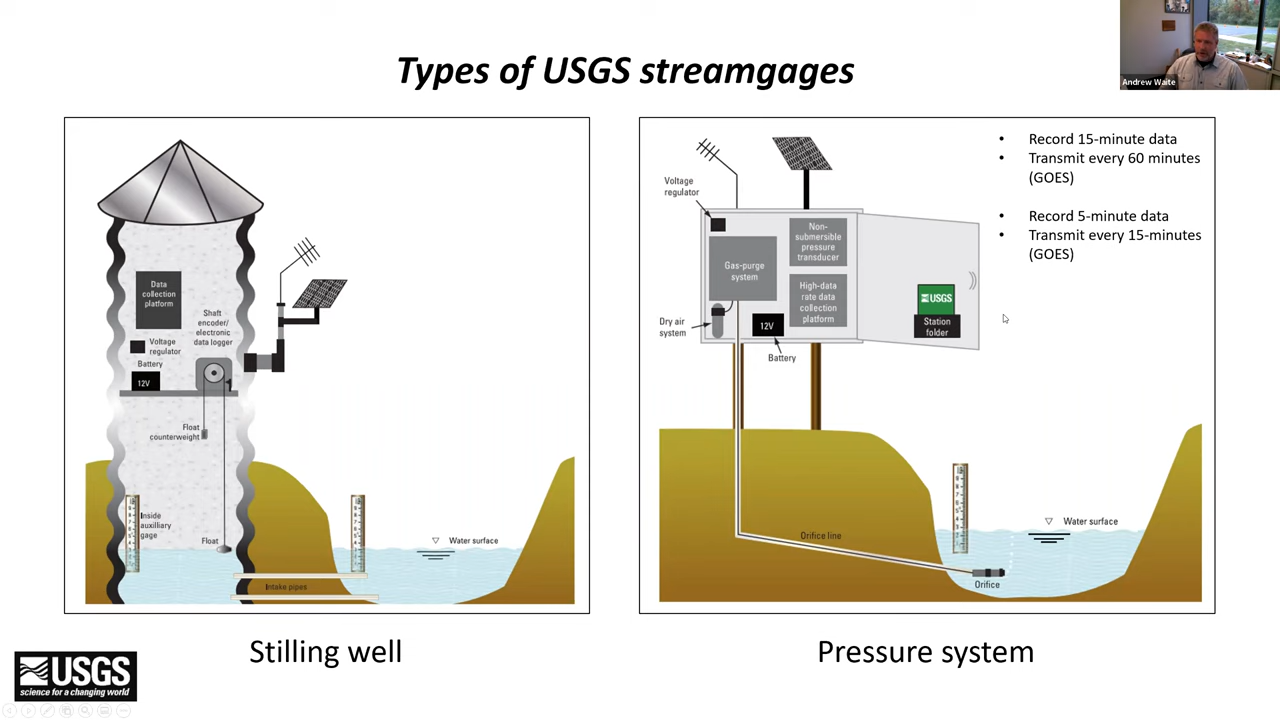 Types of USGS streamgages
Andrew Waite
Data
collection
platform
Shaft
encoder/
electronic
data logger
Voltage
regulator
Battery
12V
Float
counterweight
Inside
auxilliary
gage
Float
Water surface
Intake pipes
Stilling well
Voltage
regulator
Non-
submersible
pressure
transducer
Gas-purge
system
High-data
rate data
collection
platform
Dry air
system
12V
Battery
USGS
Station
folder
Orifice line
Water surface
Orifice
• Record 15-minute data
• Transmit every 60 minutes
(GOES)
• Record 5-minute data
• Transmit every 15-minutes
(GOES)
Pressure system
USGS
science for a changing world